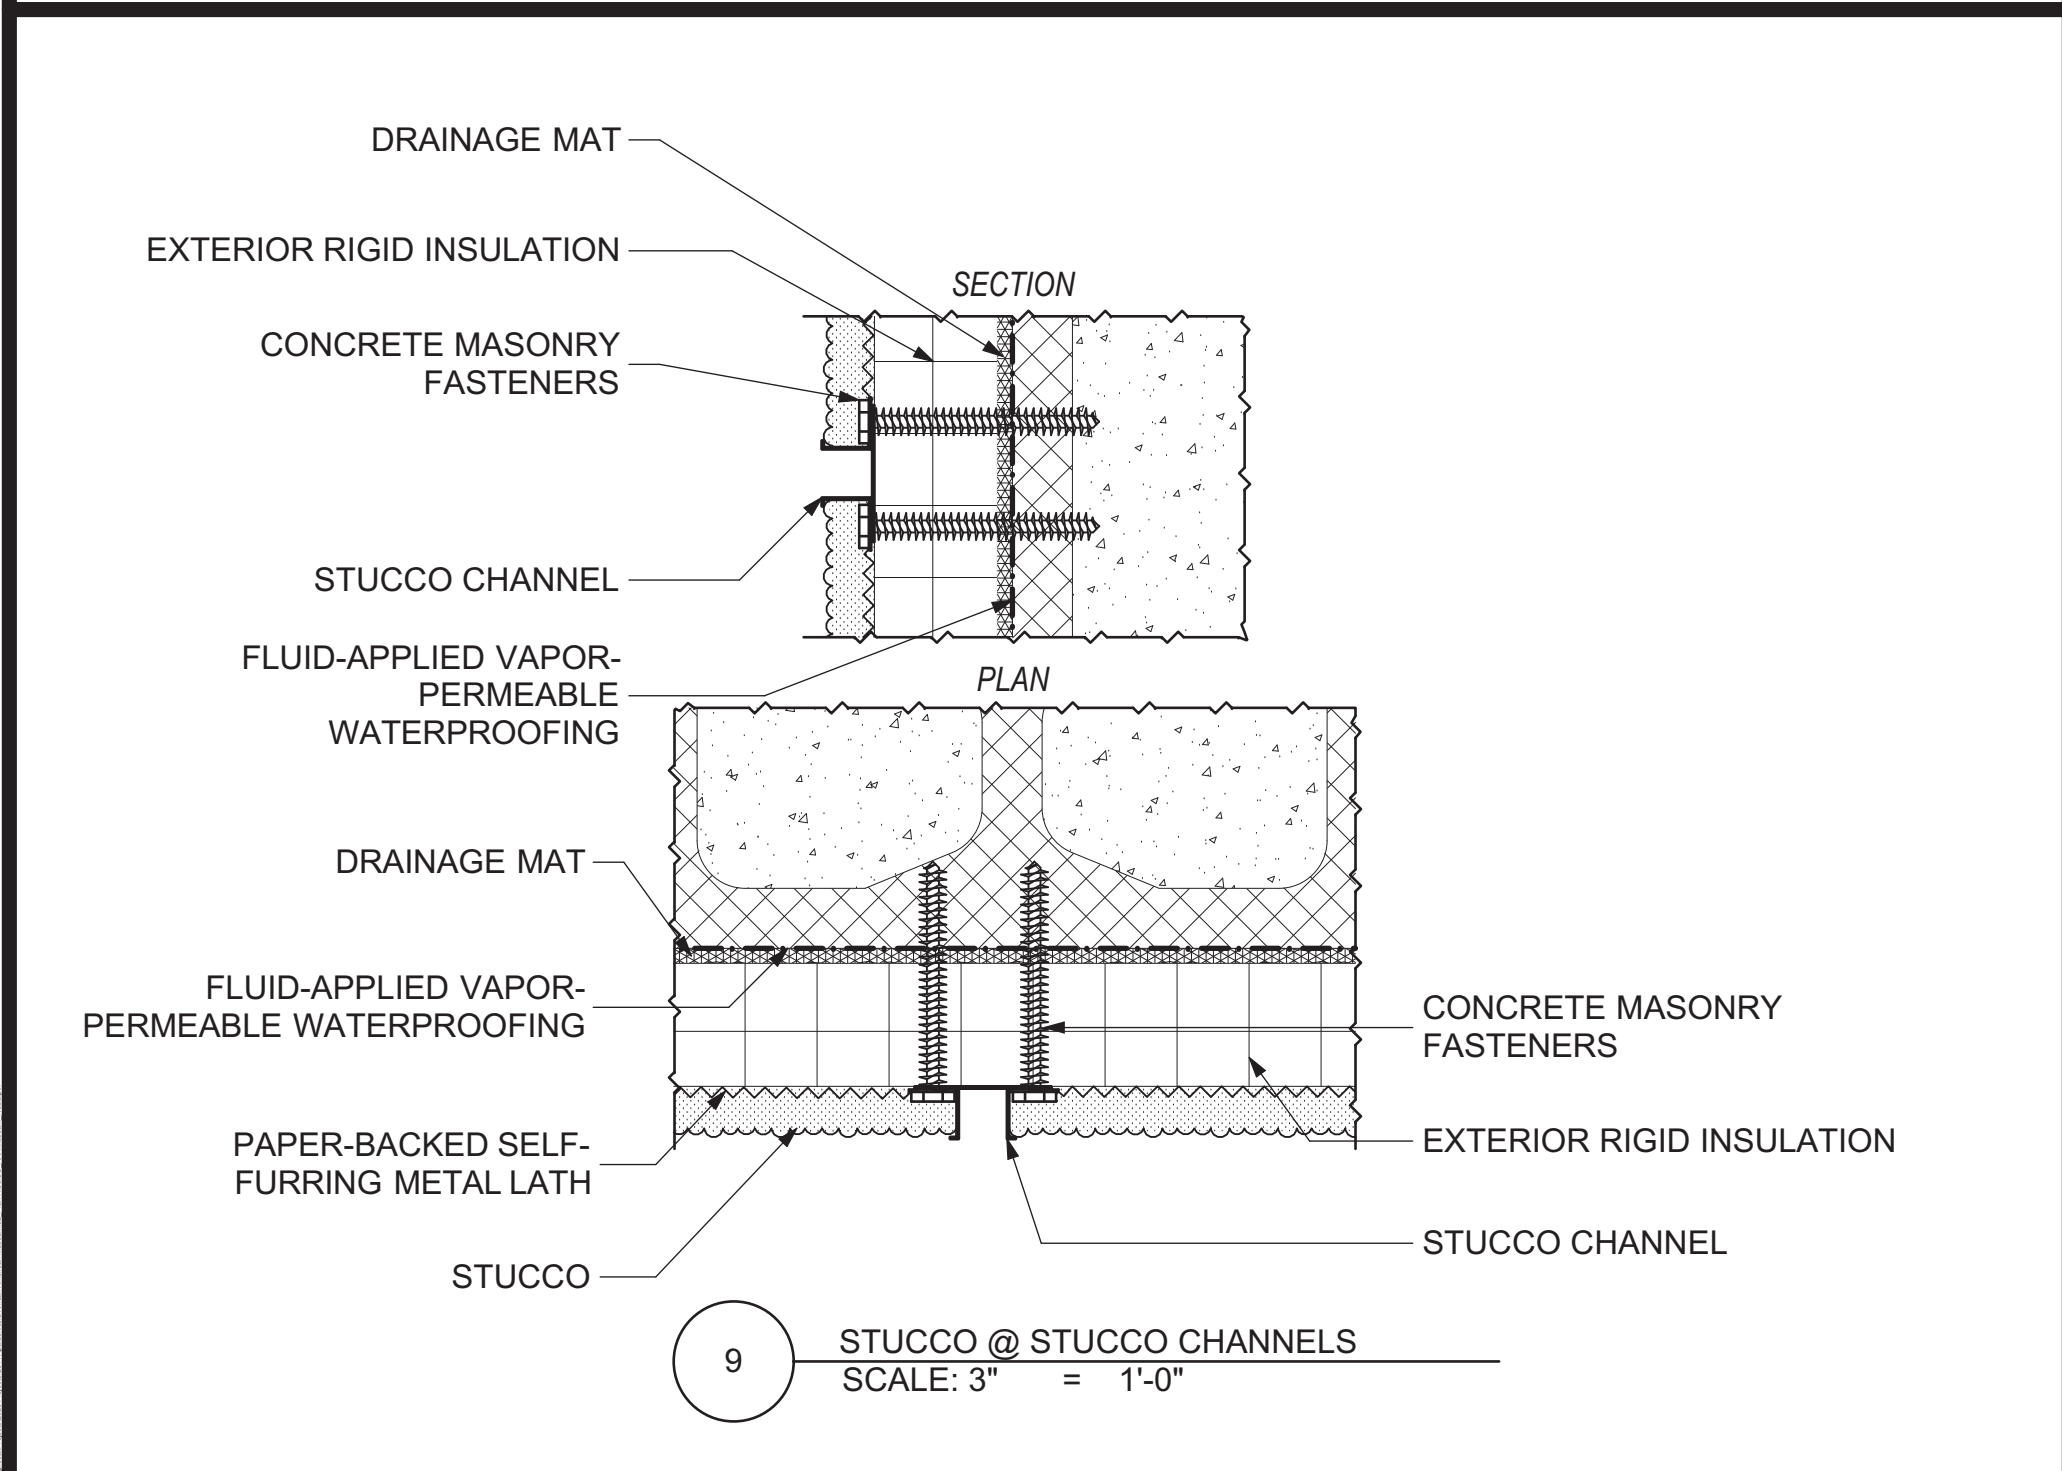 DRAINAGE MAT
EXTERIOR RIGID INSULATION
SECTION
CONCRETE MASONRY
FASTENERS
STUCCO CHANNEL
FLUID-APPLIED VAPOR-
PERMEABLE
WATERPROOFING
PLAN
DRAINAGE MAT
FLUID-APPLIED VAPOR-
PERMEABLE WATERPROOFING
CONCRETE MASONRY
FASTENERS
PAPER-BACKED SELF-
FURRING METAL LATH
EXTERIOR RIGID INSULATION
STUCCO CHANNEL
STUCCO
9
STUCCO @ STUCCO CHANNELS
SCALE: 3" = 1'-0"